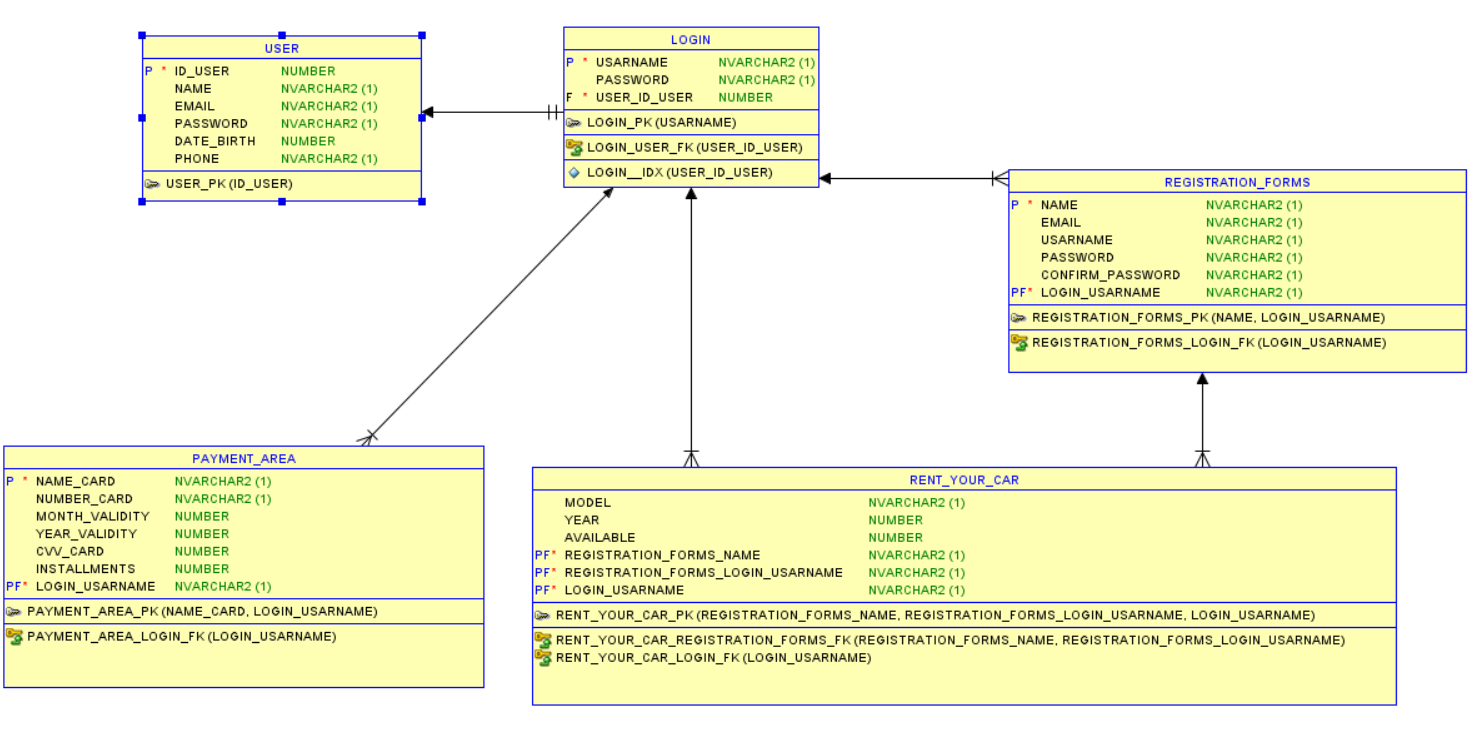 USER
P * ID_USER NUMBER
NAME NVARCHAR2 (1)
EMAIL NVARCHAR2 (1)
PASSWORD NVARCHAR2 (1)
DATE_BIRTH NUMBER
PHONE NVARCHAR2 (1)
USER_PK (ID_USER)
LOGIN
P * USARNAME NVARCHAR2 (1)
PASSWORD NVARCHAR2 (1)
F * USER_ID_USER NUMBER
LOGIN_PK (USARNAME)
LOGIN_USER_FK (USER_ID_USER)
LOGIN__IDX (USER_ID_USER)
REGISTRATION_FORMS
P * NAME NVARCHAR2 (1)
EMAIL NVARCHAR2 (1)
USARNAME NVARCHAR2 (1)
PASSWORD NVARCHAR2 (1)
CONFIRM_PASSWORD NVARCHAR2 (1)
PF* LOGIN_USARNAME NVARCHAR2 (1)
REGISTRATION_FORMS_PK (NAME, LOGIN_USARNAME)
REGISTRATION_FORMS_LOGIN_FK (LOGIN_USARNAME)
PAYMENT_AREA
P * NAME_CARD NVARCHAR2 (1)
NUMBER_CARD NVARCHAR2 (1)
MONTH_VALIDITY NUMBER
YEAR_VALIDITY NUMBER
CVV_CARD NUMBER
INSTALLMENTS NUMBER
PF* LOGIN_USARNAME NVARCHAR2 (1)
PAYMENT_AREA_PK (NAME_CARD, LOGIN_USARNAME)
PAYMENT_AREA_LOGIN_FK (LOGIN_USARNAME)
RENT_YOUR_CAR
MODEL NVARCHAR2 (1)
YEAR NUMBER
AVAILABLE NUMBER
PF* REGISTRATION_FORMS_NAME NVARCHAR2 (1)
PF* REGISTRATION_FORMS_LOGIN_USARNAME NVARCHAR2 (1)
PF* LOGIN_USARNAME NVARCHAR2 (1)
RENT_YOUR_CAR_PK (REGISTRATION_FORMS_NAME, REGISTRATION_FORMS_LOGIN_USARNAME, LOGIN_USARNAME)
RENT_YOUR_CAR_REGISTRATION_FORMS_FK (REGISTRATION_FORMS_NAME, REGISTRATION_FORMS_LOGIN_USARNAME)
RENT_YOUR_CAR_LOGIN_FK (LOGIN_USARNAME)